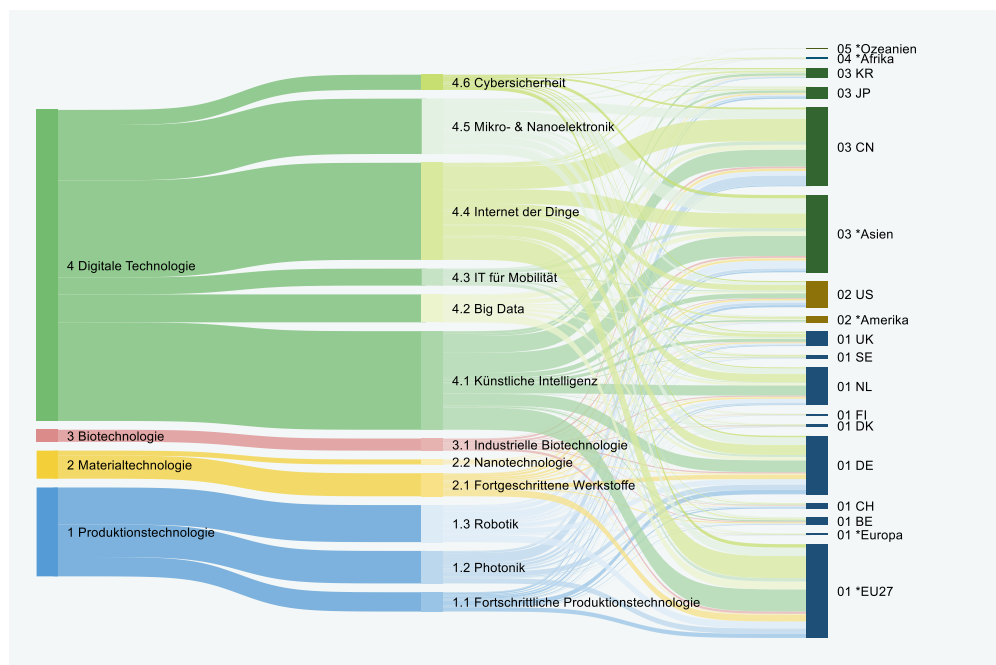 4 Digitale Technologie
3 Biotechnologie
2 Materialtechnologie
1 Produktionstechnologie
4.6 Cybersicherheit
4.5 Mikro- & Nanoelektronik
4.4 Internet der Dinge
4.3 IT für Mobilität
4.2 Big Data
4.1 Künstliche Intelligenz
3.1 Industrielle Biotechnologie
2.2 Nanotechnologie
2.1 Fortgeschrittene Werkstoffe
1.3 Robotik
1.2 Photonik
1.1 Fortschrittliche Produktionstechnologie
05 *Ozeanien
04 *Afrika
03 KR
03 JP
03 CN
03 *Asien
02 US
02 *Amerika
01 UK
01 SE
01 NL
01 FI
01 DK
01 DE
01 CH
01 BE
01 *Europa
01 *EU27